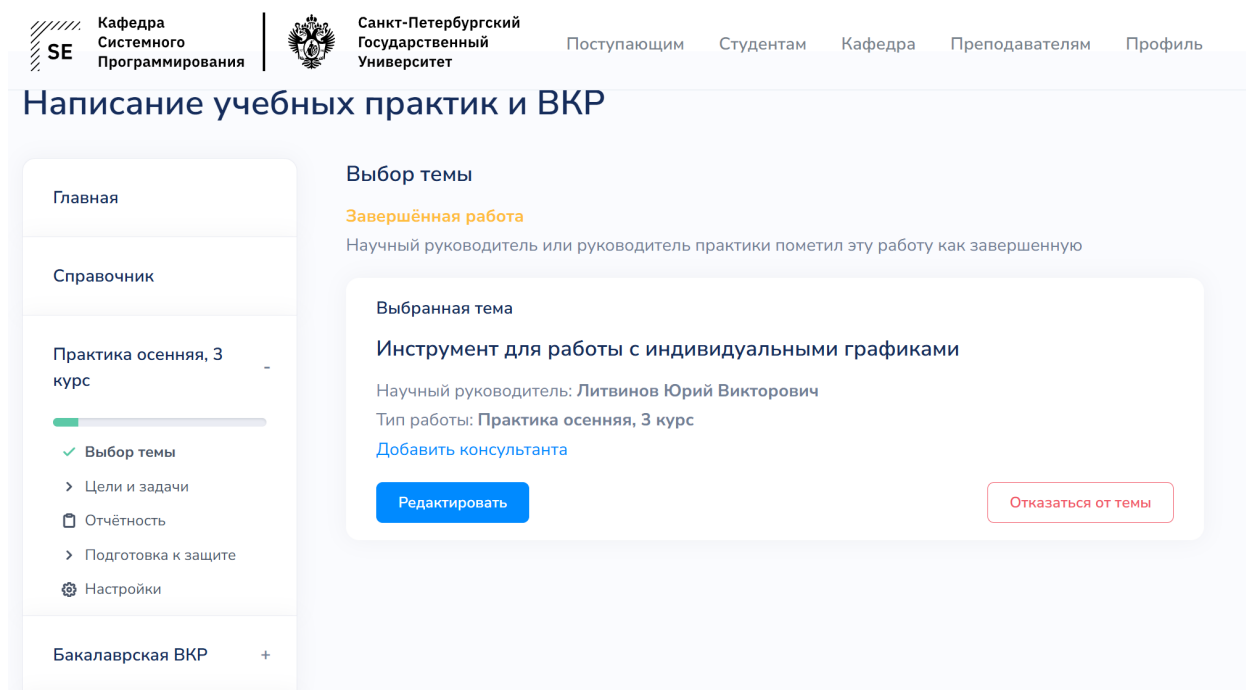 SE
Кафедра
Системного
Программирования
Санкт-Петербургский
Государственный
Университет
Поступающим
Студентам
Кафедра
Преподавателям
Профиль
Написание учебных практик и ВКР
Главная
Справочник
Практика осенняя, 3
курс
-
Выбор темы
Цели и задачи
Отчётность
Подготовка к защите
Настройки
Бакалаврская ВКР +
Выбор темы
Завершённая работа
Научный руководитель или руководитель практики пометил эту работу как завершенную
Выбранная тема
Инструмент для работы с индивидуальными графиками
Научный руководитель: Литвинов Юрий Викторович
Тип работы: Практика осенняя, 3 курс
Добавить консультанта
Редактировать
Отказаться от темы